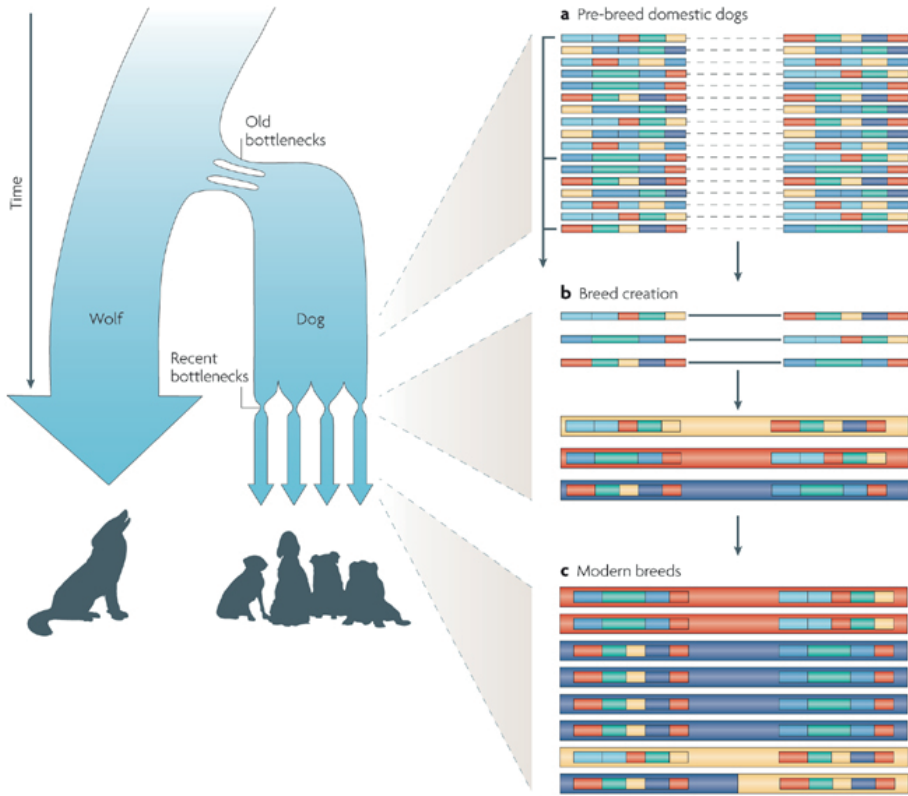 a Pre-breed domestic dogs
Old
bottlenecks
Time
b Breed creation
Wolf
Dog
Recent
bottlenecks
c Modern breeds